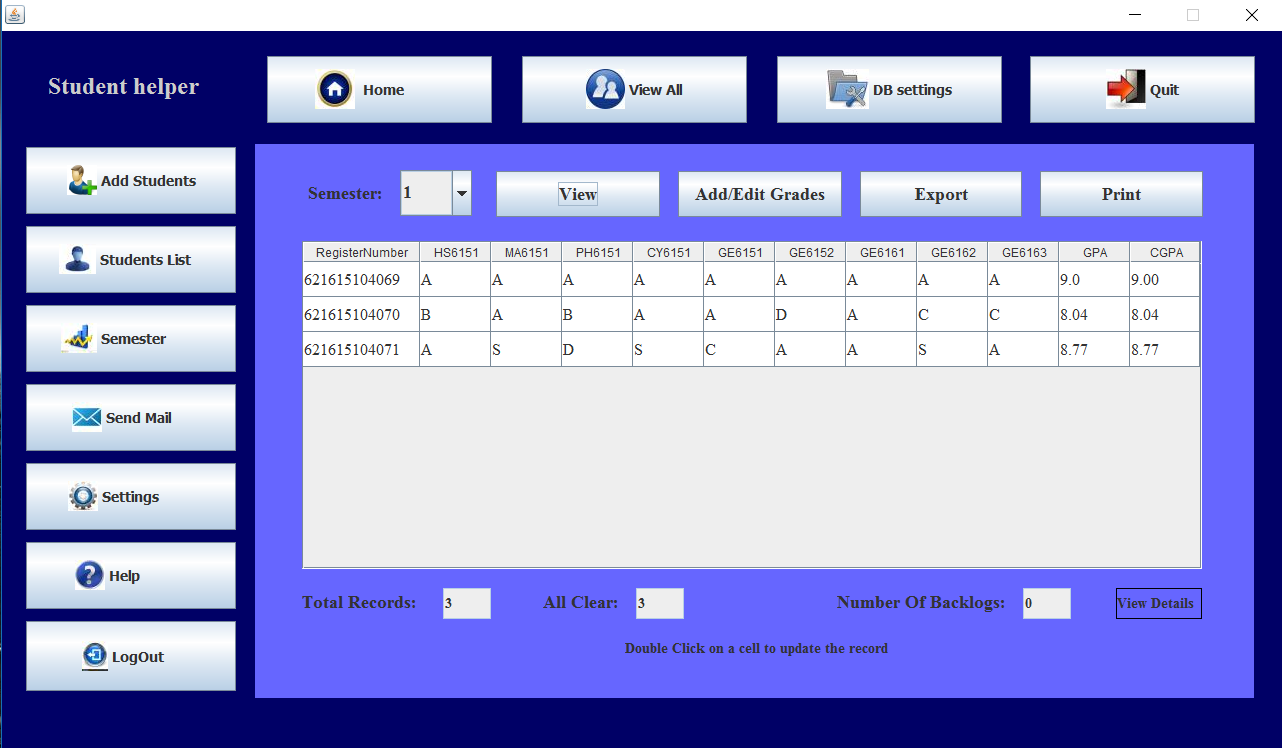 Student helper
Home
View All
DB settings
Quit
Add Students
Students List
Semester
Send Mail
Settings
Help
LogOut
Semester: 1 View Add/Edit Grades Export Print
RegisterNumber HS6151 MA6151 PH6151 CY6151 GE6151 GE6152 GE6161 GE6162 GE6163 GPA CGPA
621615104069 A A A A A A A A A 9.0 9.00
621615104070 B A B A A D A C C 8.04 8.04
621615104071 A S D S C A A S A 8.77 8.77
Total Records: 3 All Clear: 3 Number Of Backlogs: 0 View Details
Double Click on a cell to update the record